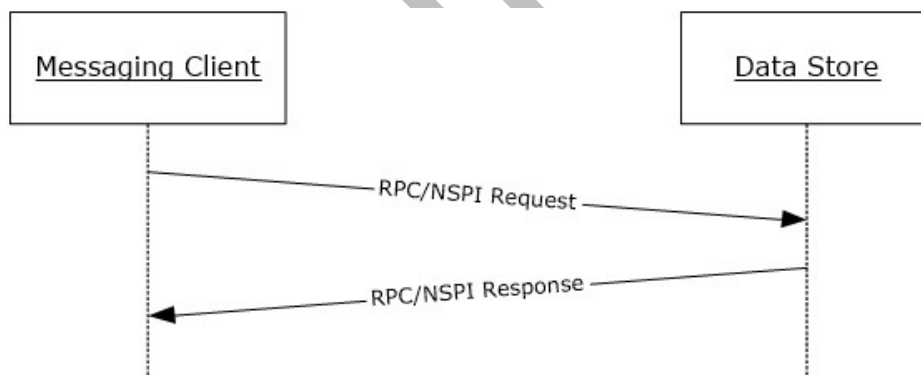 Messaging Client
Data Store
RPC/NSPI Request
RPC/NSPI Response